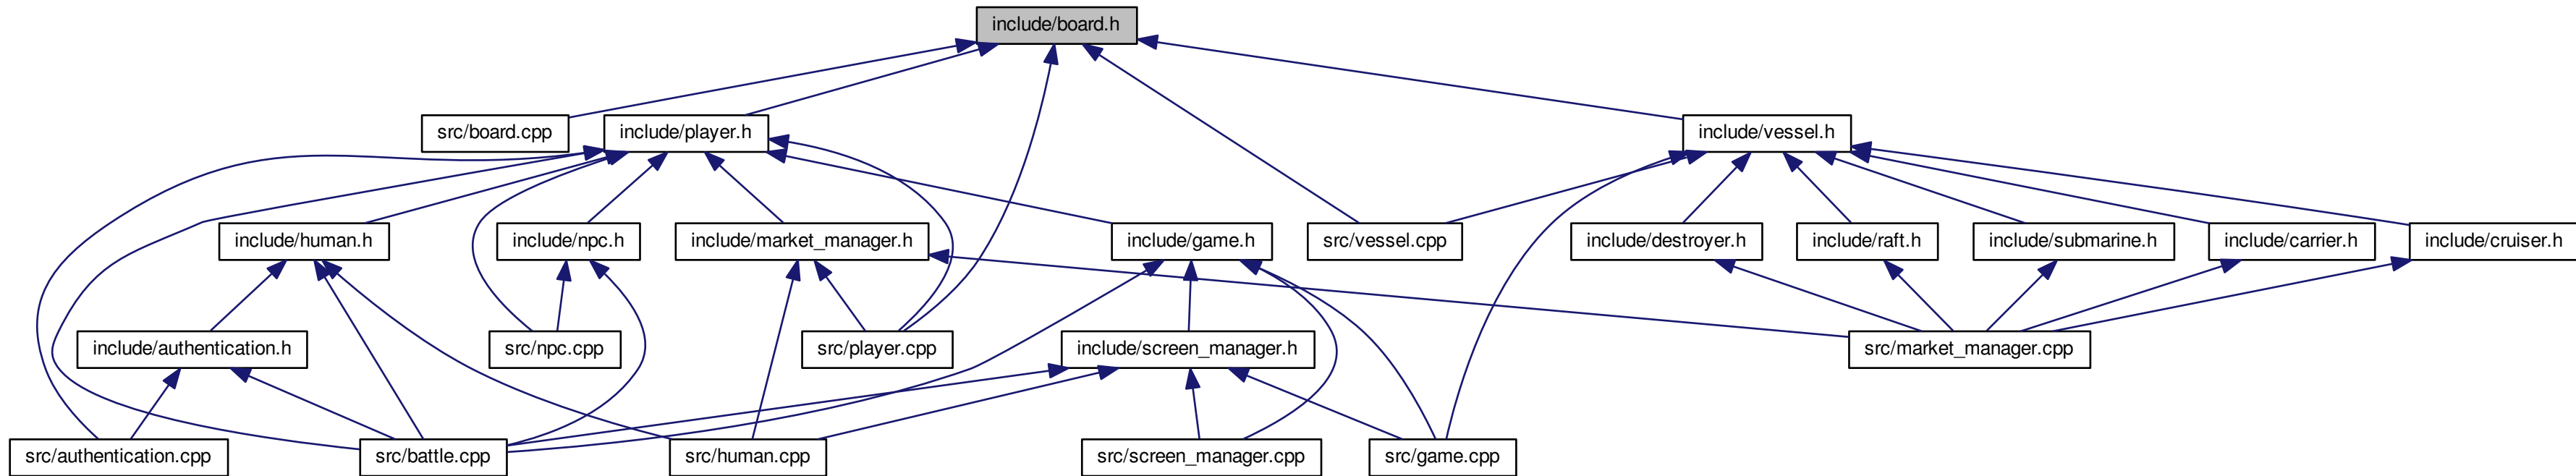 include/board.h
src/board.cpp
include/player.h
include/vessel.h
include/human.h
include/npc.h
include/market_manager.h
include/game.h
src/vessel.cpp
include/destroyer.h
include/raft.h
include/submarine.h
include/carrier.h
include/cruiser.h
include/authentication.h
src/npc.cpp
src/player.cpp
include/screen_manager.h
src/market_manager.cpp
src/authentication.cpp
src/battle.cpp
src/human.cpp
src/screen_manager.cpp
src/game.cpp